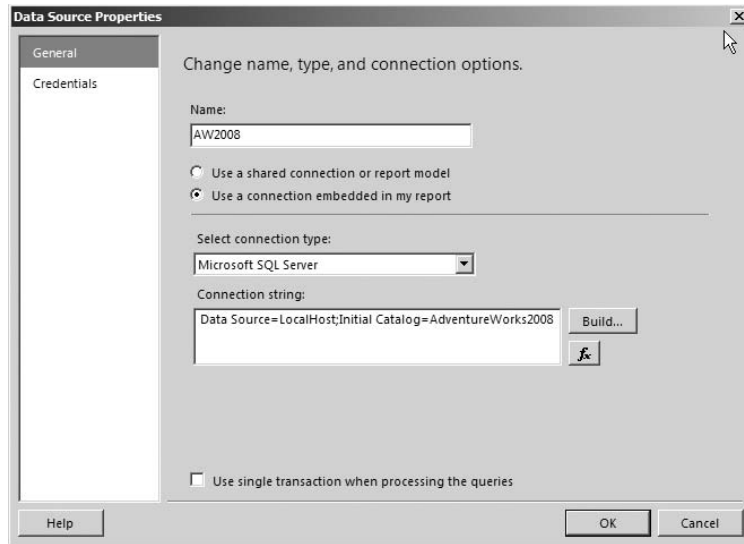 Data Source Properties
General
Credentials
Change name, type, and connection options.
Name:
AW2008
Use a shared connection or report model
Use a connection embedded in my report
Select connection type:
Microsoft SQL Server
Connection string:
Data Source=LocalHost;Initial Catalog=AdventureWorks2008
Build...
fx
Use single transaction when processing the queries
Help
OK
Cancel